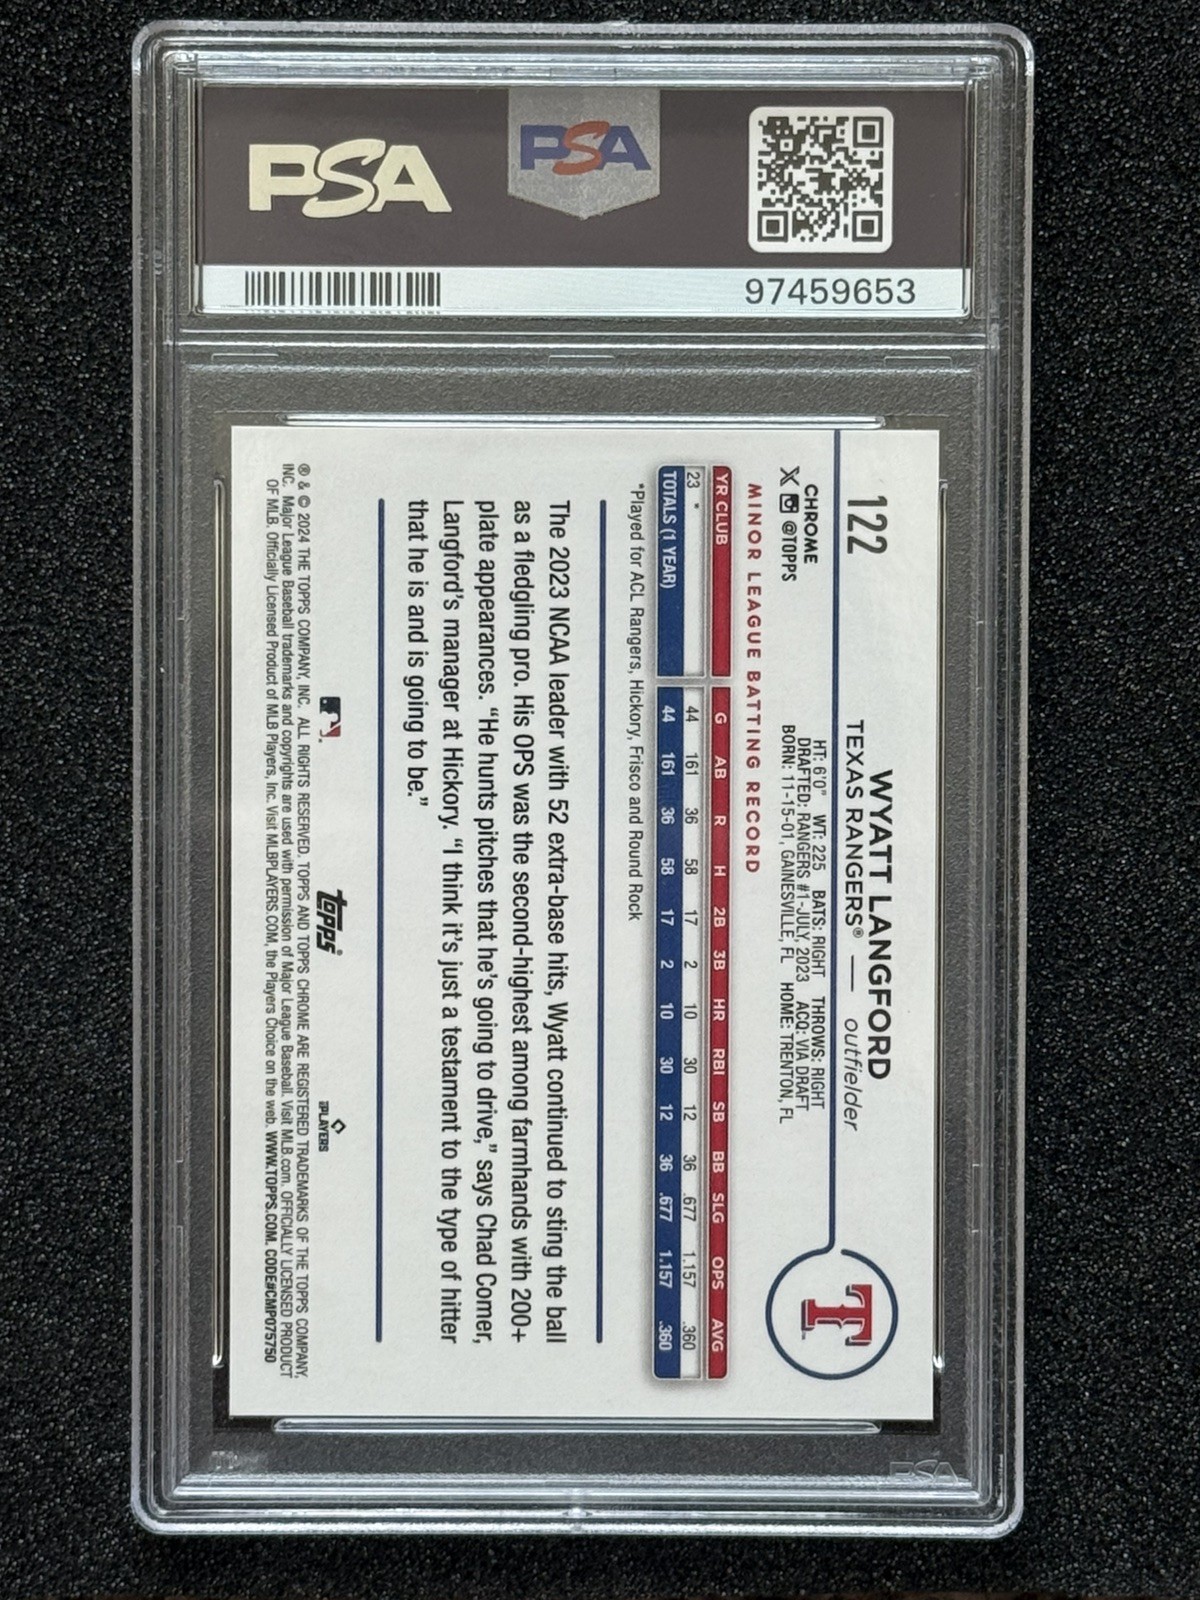 PSA
PSA
97459653
122
WYATT LANGFORD
TEXAS RANGERS® — outfielder
CHROME
X @TOPPS
HT: 6'0" WT: 225 BATS: RIGHT THROWS: RIGHT
DRAFTED: RANGERS #1-JULY, 2023 ACQ: VIA DRAFT
BORN: 11-15-01, GAINESVILLE, FL HOME: TRENTON, FL
T
MINOR LEAGUE BATTING RECORD
YR CLUB G AB R H 2B 3B HR RBI SB BB SLG OPS AVG
23 * 44 161 36 58 17 2 10 30 12 36 .677 1.157 .360
TOTALS (1 YEAR) 44 161 36 58 17 2 10 30 12 36 .677 1.157 .360
*Played for ACL Rangers, Hickory, Frisco and Round Rock
The 2023 NCAA leader with 52 extra-base hits, Wyatt continued to sting the ball
as a fledgling pro. His OPS was the second-highest among farmhands with 200+
plate appearances. “He hunts pitches that he’s going to drive,” says Chad Comer,
Langford’s manager at Hickory. “I think it’s just a testament to the type of hitter
that he is and is going to be.”
topps®
PLAYERS
® & © 2024 THE TOPPS COMPANY, INC. ALL RIGHTS RESERVED. TOPPS AND TOPPS CHROME ARE REGISTERED TRADEMARKS OF THE TOPPS COMPANY,
INC. Major League Baseball trademarks and copyrights are used with permission of Major League Baseball. Visit MLB.com. OFFICIALLY LICENSED PRODUCT
OF MLB. Officially Licensed Product of MLB Players, Inc. Visit MLBPLAYERS.COM, the Players Choice on the web. WWW.TOPPS.COM. CODE#CMP075750
PSA